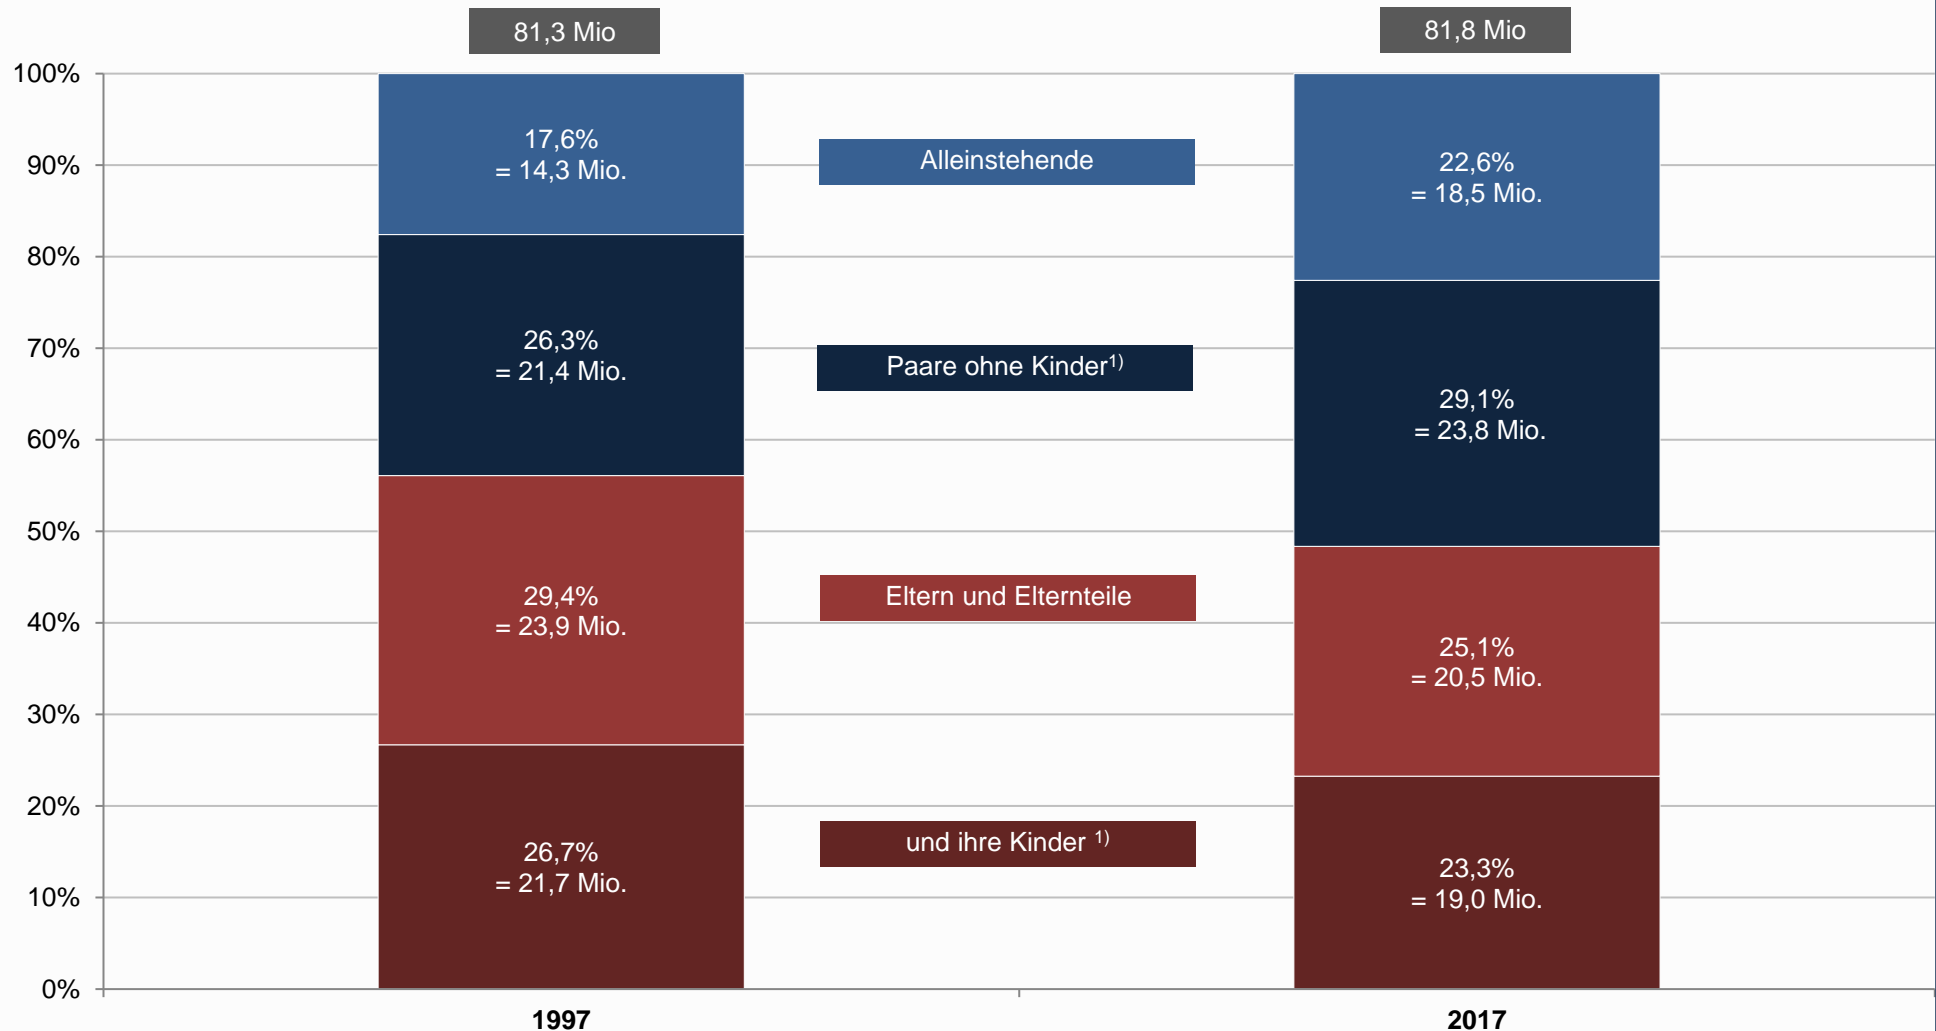 81,3 Mio
81,8 Mio
100%
90%
80%
70%
60%
50%
40%
30%
20%
10%
0%
17,6%
= 14,3 Mio.
26,3%
= 21,4 Mio.
29,4%
= 23,9 Mio.
26,7%
= 21,7 Mio.
Alleinstehende
Paare ohne Kinder1)
Eltern und Elternteile
und ihre Kinder 1)
22,6%
= 18,5 Mio.
29,1%
= 23,8 Mio.
25,1%
= 20,5 Mio.
23,3%
= 19,0 Mio.
1997
2017